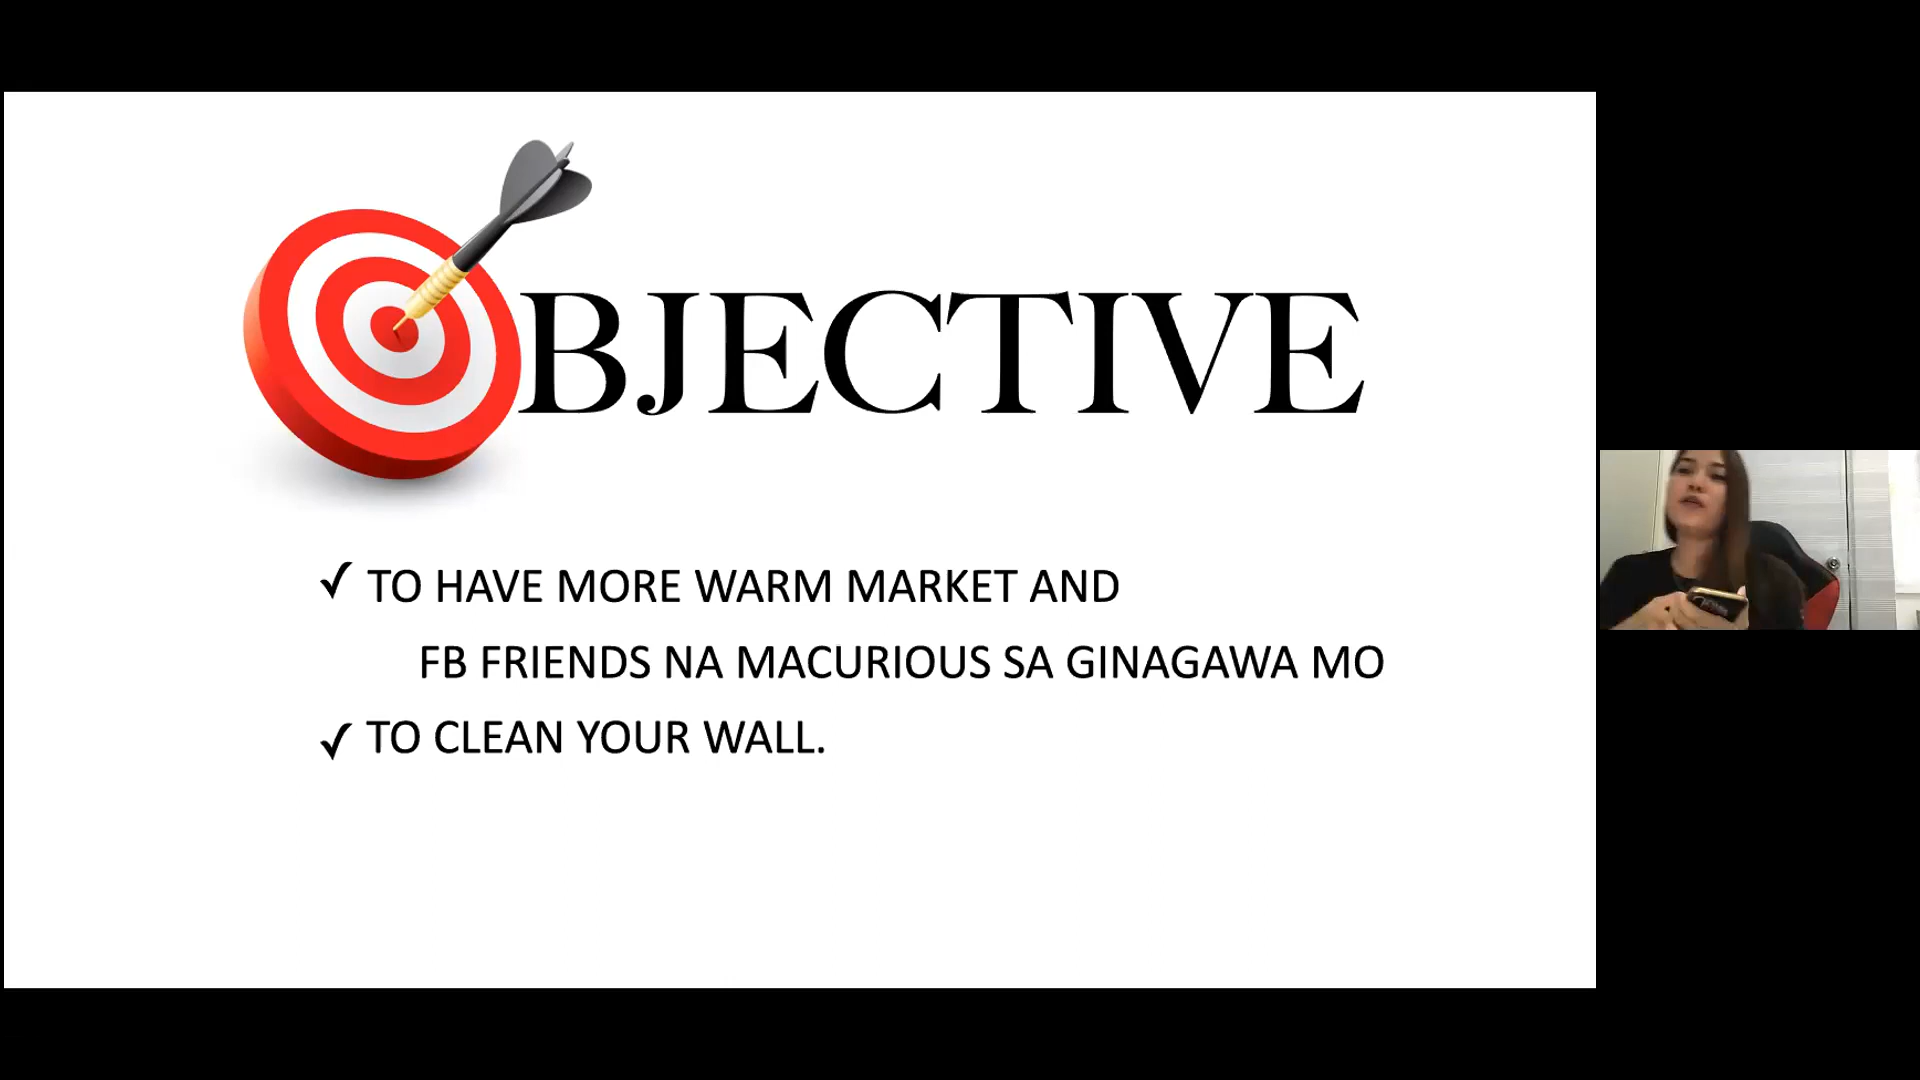 OBJECTIVE
✓ TO HAVE MORE WARM MARKET AND
FB FRIENDS NA MACURIOUS SA GINAGAWA MO
✓ TO CLEAN YOUR WALL.